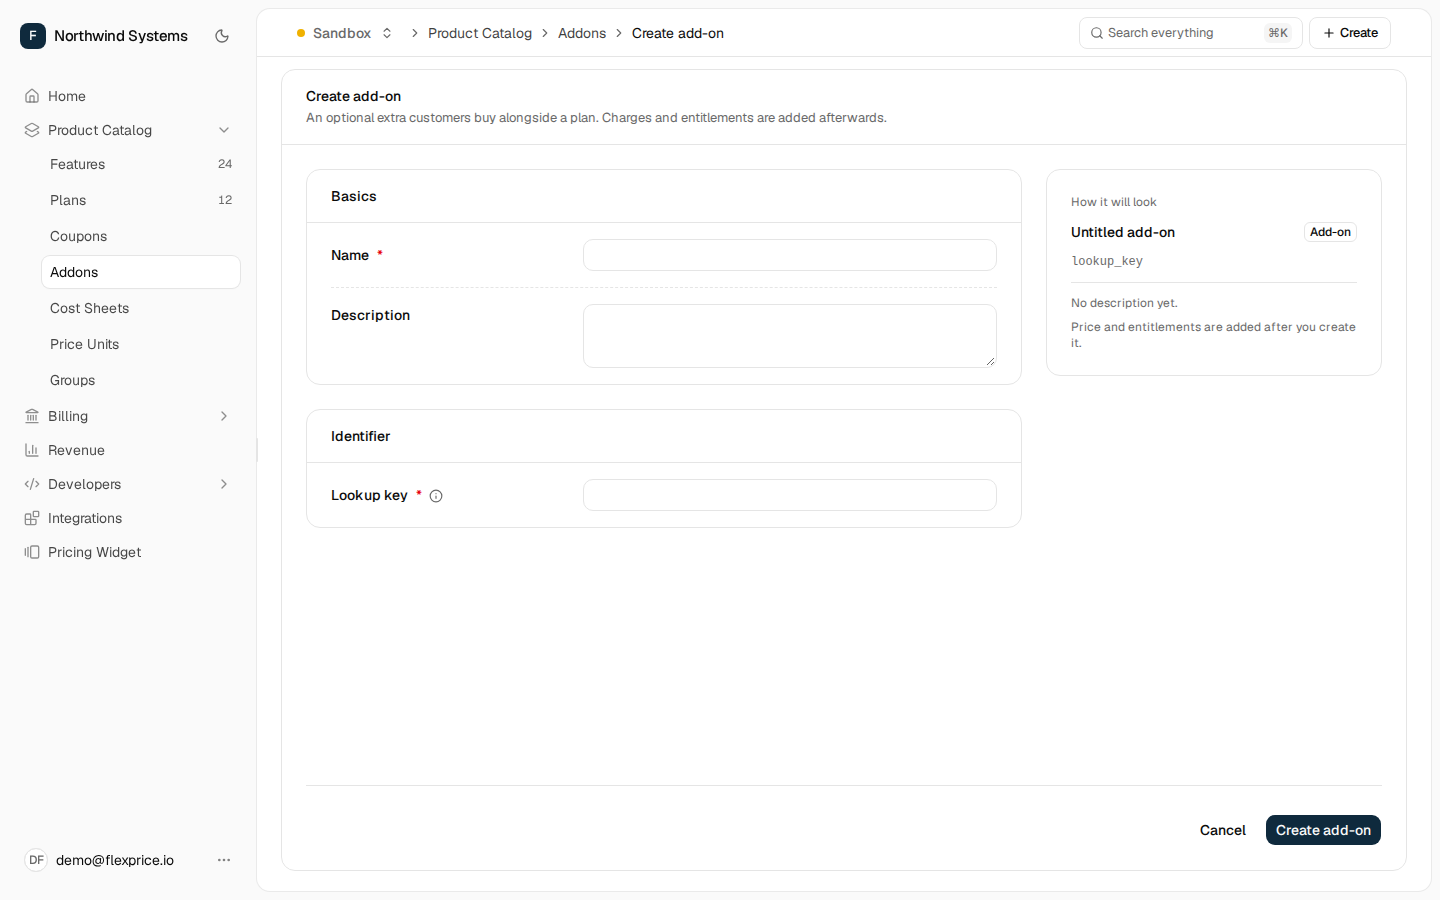 F Northwind Systems
Home
Product Catalog
Features 24
Plans 12
Coupons
Addons
Cost Sheets
Price Units
Groups
Billing
Revenue
Developers
Integrations
Pricing Widget
DF demo@flexprice.io
Sandbox Product Catalog Addons Create add-on
Search everything ⌘K
Create
Create add-on
An optional extra customers buy alongside a plan. Charges and entitlements are added afterwards.
Basics
Name *
Description
Identifier
Lookup key *
How it will look
Untitled add-on Add-on
lookup_key
No description yet.
Price and entitlements are added after you create
it.
Cancel Create add-on